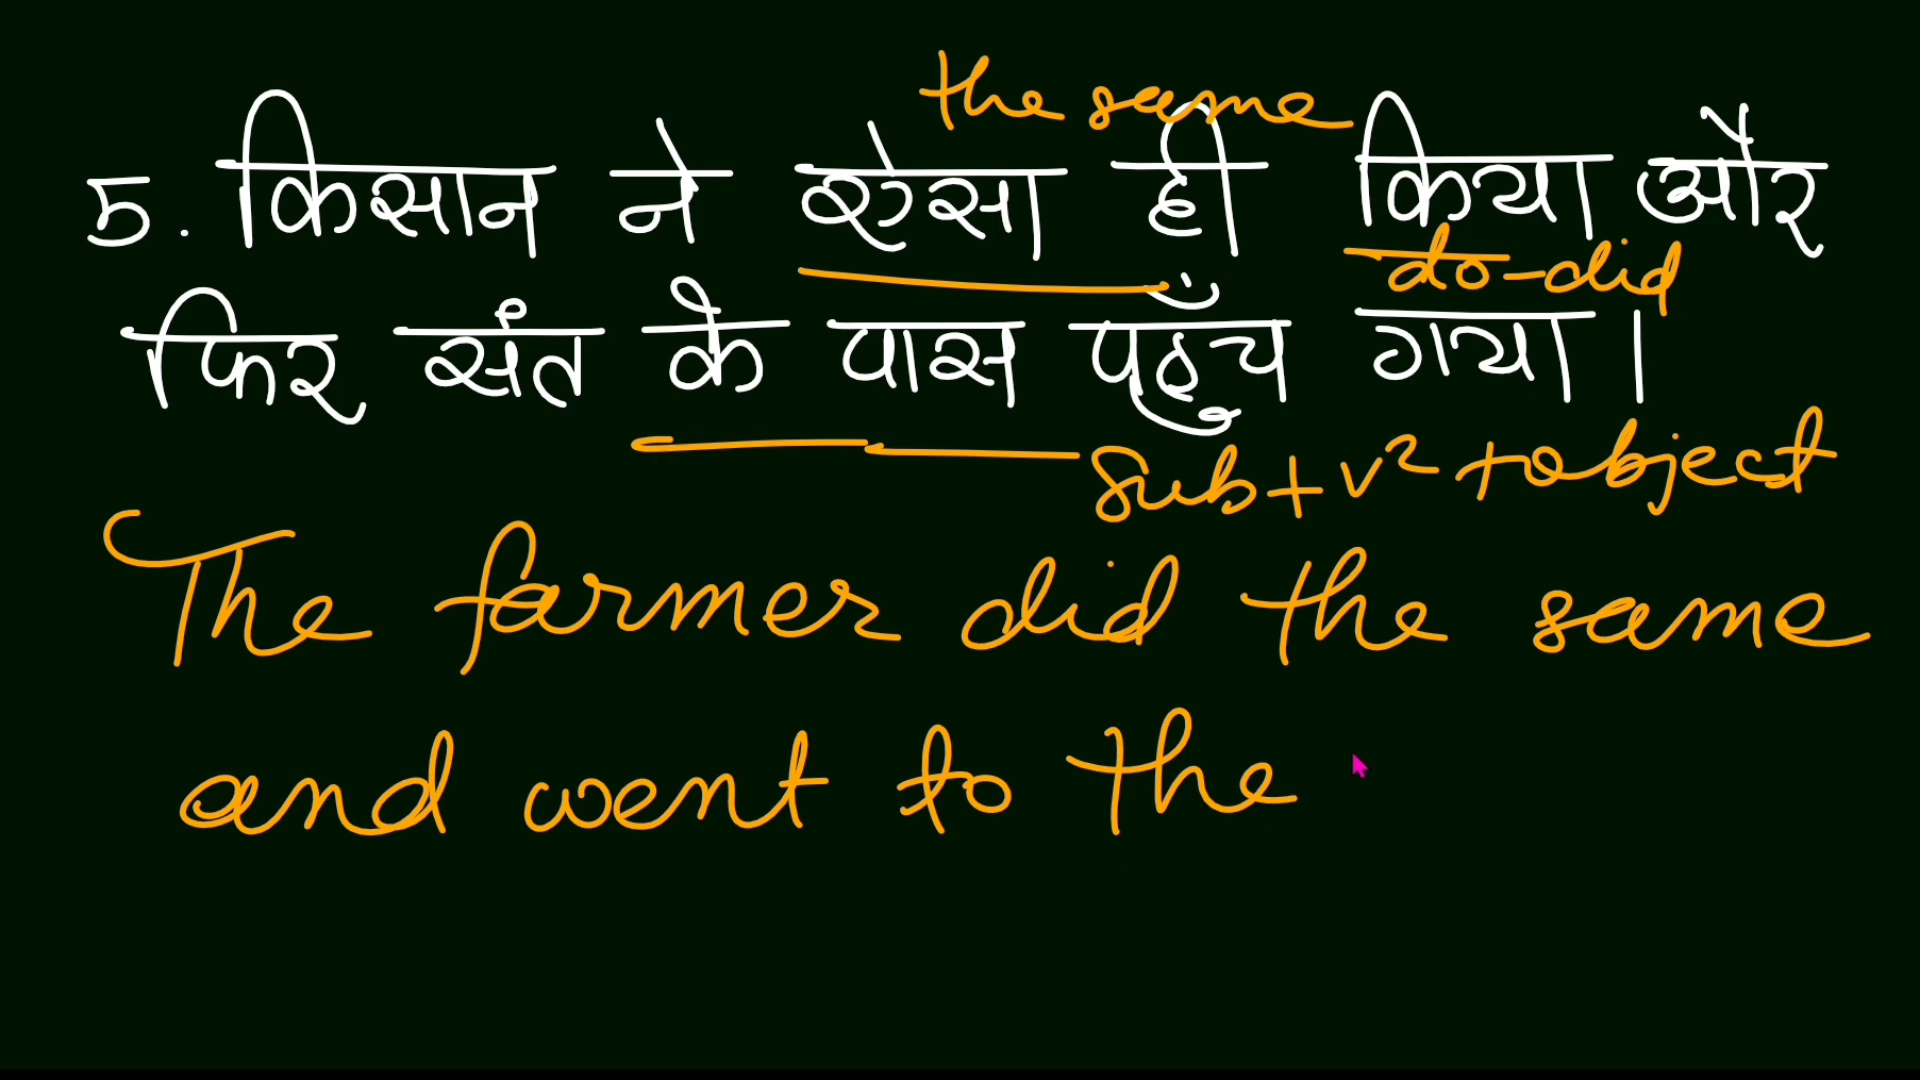 the same
5. किसान ने ऐसा ही किया और
do-did
फिर संत के पास पहुँच गया।
Sub+v²+object
The farmer did the same
and went to the